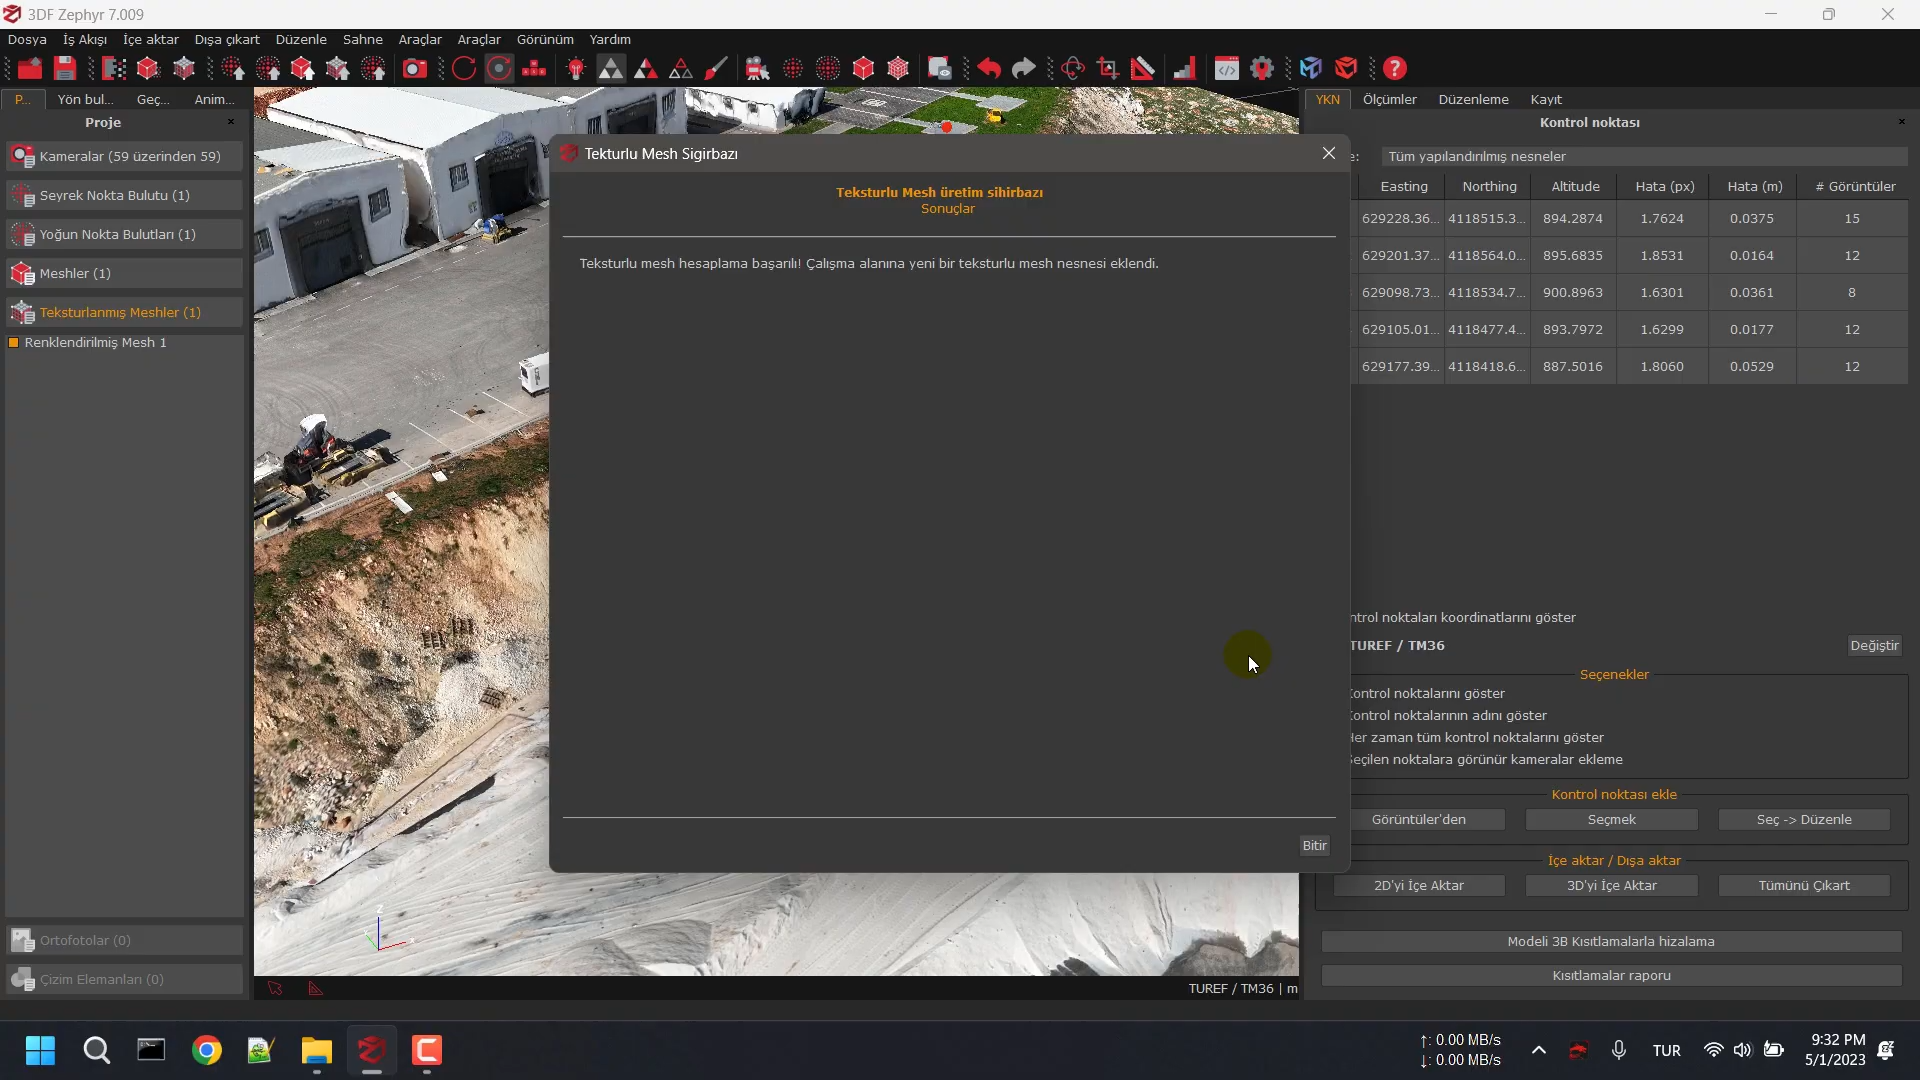 3DF Zephyr 7.009
Dosya İş Akışı İçe aktar Dışa çıkart Düzenle Sahne Araçlar Araçlar Görünüm Yardım
P... Yön bul... Geç... Anim...
Proje
Kameralar (59 üzerinden 59)
Seyrek Nokta Bulutu (1)
Yoğun Nokta Bulutları (1)
Meshler (1)
Teksturlanmış Meshler (1)
Renklendirilmiş Mesh 1
Ortofotolar (0)
Çizim Elemanları (0)
Tekturlu Mesh Sigirbazı
Teksturlu Mesh üretim sihirbazı
Sonuçlar
Teksturlu mesh hesaplama başarılı! Çalışma alanına yeni bir teksturlu mesh nesnesi eklendi.
Bitir
Z
TUREF / TM36 | m
YKN Ölçümler Düzenleme Kayıt
Kontrol noktası
e: Tüm yapılandırılmış nesneler
Easting Northing Altitude Hata (px) Hata (m) # Görüntüler
629228.36... 4118515.3... 894.2874 1.7624 0.0375 15
629201.37... 4118564.0... 895.6835 1.8531 0.0164 12
629098.73... 4118534.7... 900.8963 1.6301 0.0361 8
629105.01... 4118477.4... 893.7972 1.6299 0.0177 12
629177.39... 4118418.6... 887.5016 1.8060 0.0529 12
ntrol noktaları koordinatlarını göster
TUREF / TM36 Değiştir
Seçenekler
Kontrol noktalarını göster
Kontrol noktalarının adını göster
Her zaman tüm kontrol noktalarını göster
Seçilen noktalara görünür kameralar ekleme
Kontrol noktası ekle
Görüntüler'den Seçmek Seç -> Düzenle
İçe aktar / Dışa aktar
2D'yi İçe Aktar 3D'yi İçe Aktar Tümünü Çıkart
Modeli 3B Kısıtlamalarla hizalama
Kısıtlamalar raporu
↑: 0.00 MB/s
↓: 0.00 MB/s
TUR
9:32 PM
5/1/2023